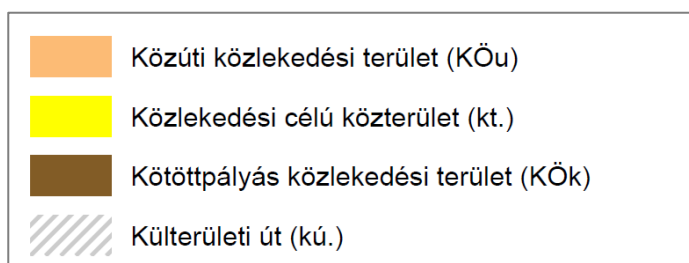 Közúti közlekedési terület (KÖu)
Közlekedési célú közterület (kt.)
Kötöttpályás közlekedési terület (KÖk)
Külterületi út (kú.)